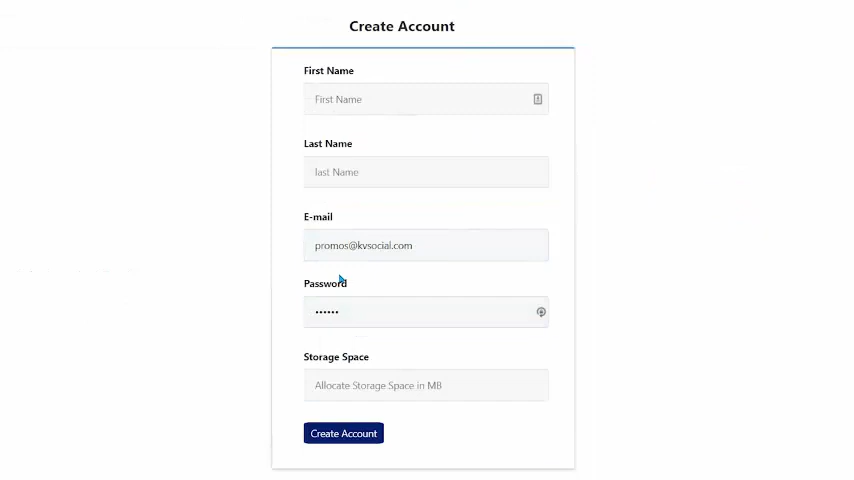 Create Account
First Name
First Name
Last Name
last Name
E-mail
promos@kvsocial.com
Password
••••••
Storage Space
Allocate Storage Space in MB
Create Account